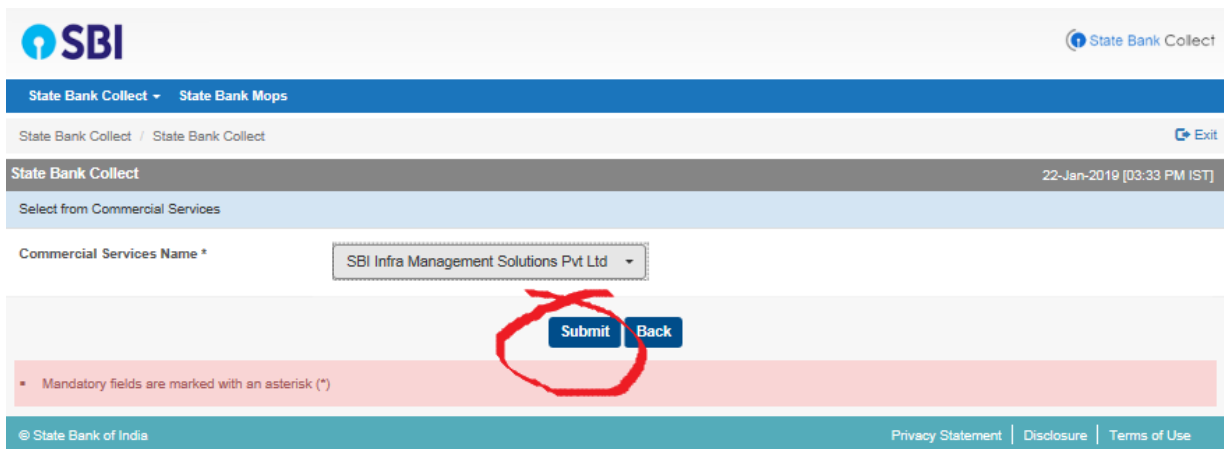 SBI
State Bank Collect
State Bank Collect State Bank Mops
State Bank Collect / State Bank Collect Exit
State Bank Collect 22-Jan-2019 [03:33 PM IST]
Select from Commercial Services
Commercial Services Name * SBI Infra Management Solutions Pvt Ltd
Submit Back
Mandatory fields are marked with an asterisk (*)
© State Bank of India Privacy Statement | Disclosure | Terms of Use